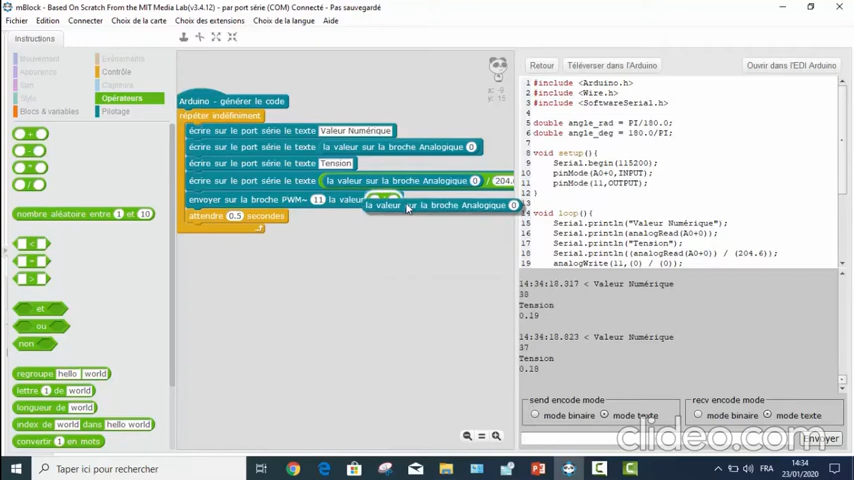 mBlock - Based On Scratch From the MIT Media Lab(v3.4.12) - par port série (COM) Connecté - Pas sauvegardé
Fichier Edition Connecter Choix de la carte Choix des extensions Choix de la langue Aide
Instructions
Mouvement Evénements
Apparence Contrôle
Son Capteurs
Stylo Opérateurs
Blocs & variables Pilotage
+
-
*
/
nombre aléatoire entre 1 et 10
<
=
>
et
ou
non
regroupe hello world
lettre 1 de world
longueur de world
index de world dans hello world
convertir 1 en mots
Arduino - générer le code
répéter indéfiniment
écrire sur le port série le texte Valeur Numérique
écrire sur le port série le texte la valeur sur la broche Analogique 0
écrire sur le port série le texte Tension
écrire sur le port série le texte la valeur sur la broche Analogique 0 / 204.6
envoyer sur la broche PWM~ 11 la valeur
la valeur sur la broche Analogique 0
attendre 0.5 secondes
Retour Téléverser dans l'Arduino Ouvrir dans l'EDI Arduino
1 #include <Arduino.h>
2 #include <Wire.h>
3 #include <SoftwareSerial.h>
4
5 double angle_rad = PI/180.0;
6 double angle_deg = 180.0/PI;
7
8 void setup(){
9 Serial.begin(115200);
10 pinMode(A0+0,INPUT);
11 pinMode(11,OUTPUT);
12 }
13
14 void loop(){
15 Serial.println("Valeur Numérique");
16 Serial.println(analogRead(A0+0));
17 Serial.println("Tension");
18 Serial.println((analogRead(A0+0)) / (204.6));
19 analogWrite(11,(0) / (0));
14:34:18.317 < Valeur Numérique
38
Tension
0.19
14:34:18.823 < Valeur Numérique
37
Tension
0.18
send encode mode recv encode mode
mode binaire mode texte mode binaire mode texte
Envoyer
clideo.com
Taper ici pour rechercher
FRA
14:34
23/01/2020